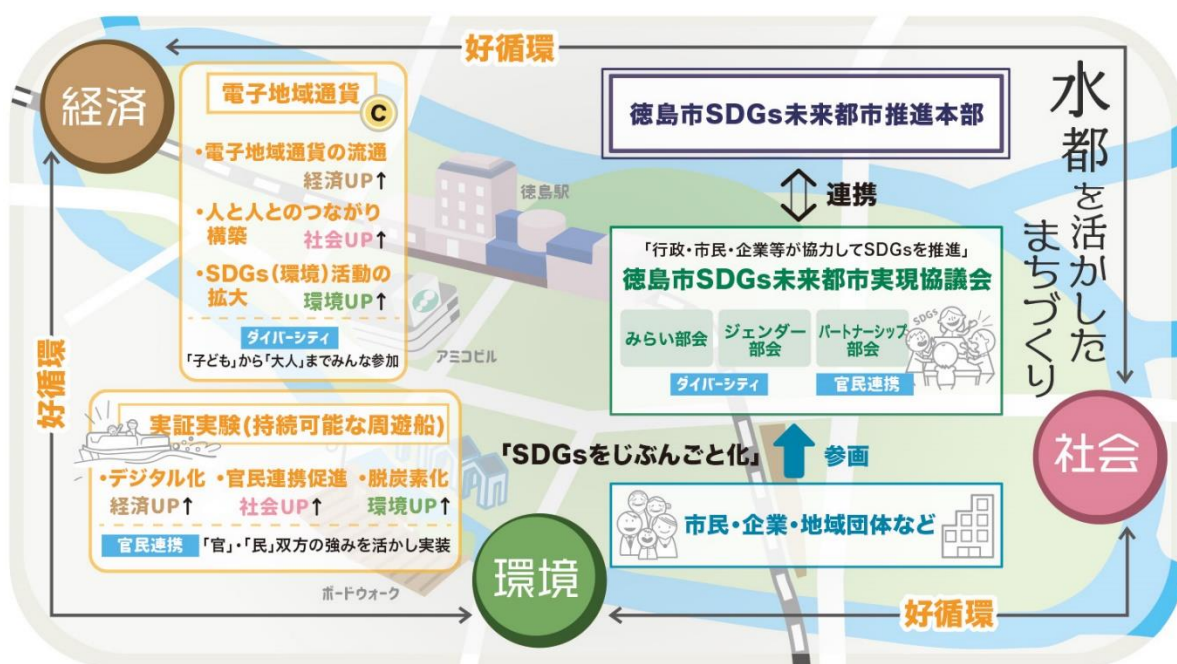 好循環
経済
電子地域通貨
C
・電子地域通貨の流通
経済UP↑
・人と人とのつながり
構築 社会UP↑
・SDGs(環境)活動の
拡大 環境UP↑
ダイバーシティ
「子ども」から「大人」までみんな参加
徳島駅
アミコビル
徳島市SDGs未来都市推進本部
連携
「行政・市民・企業等が協力してSDGsを推進」
徳島市SDGs未来都市実現協議会
みらい部会
ジェンダー
部会
パートナーシップ
部会
SDGs
ダイバーシティ
官民連携
水都を活かした
まちづくり
好循環
実証実験(持続可能な周遊船)
・デジタル化 ・官民連携促進 ・脱炭素化
経済UP↑ 社会UP↑ 環境UP↑
官民連携 「官」・「民」双方の強みを活かし実装
ボードウォーク
「SDGsをじぶんごと化」
参画
市民・企業・地域団体など
社会
環境
好循環